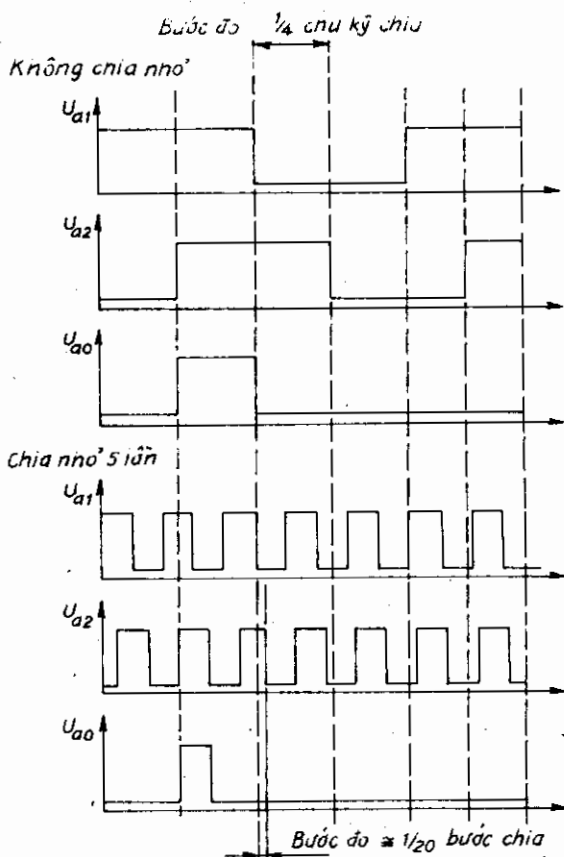 Bước đo ¼ chu kỹ chia
Không chia nhỏ
Ua1
Ua2
Ua0
Chia nhỏ 5 lần
Ua1
Ua2
Ua0
Bước đo ≅ 1/20 bước chia